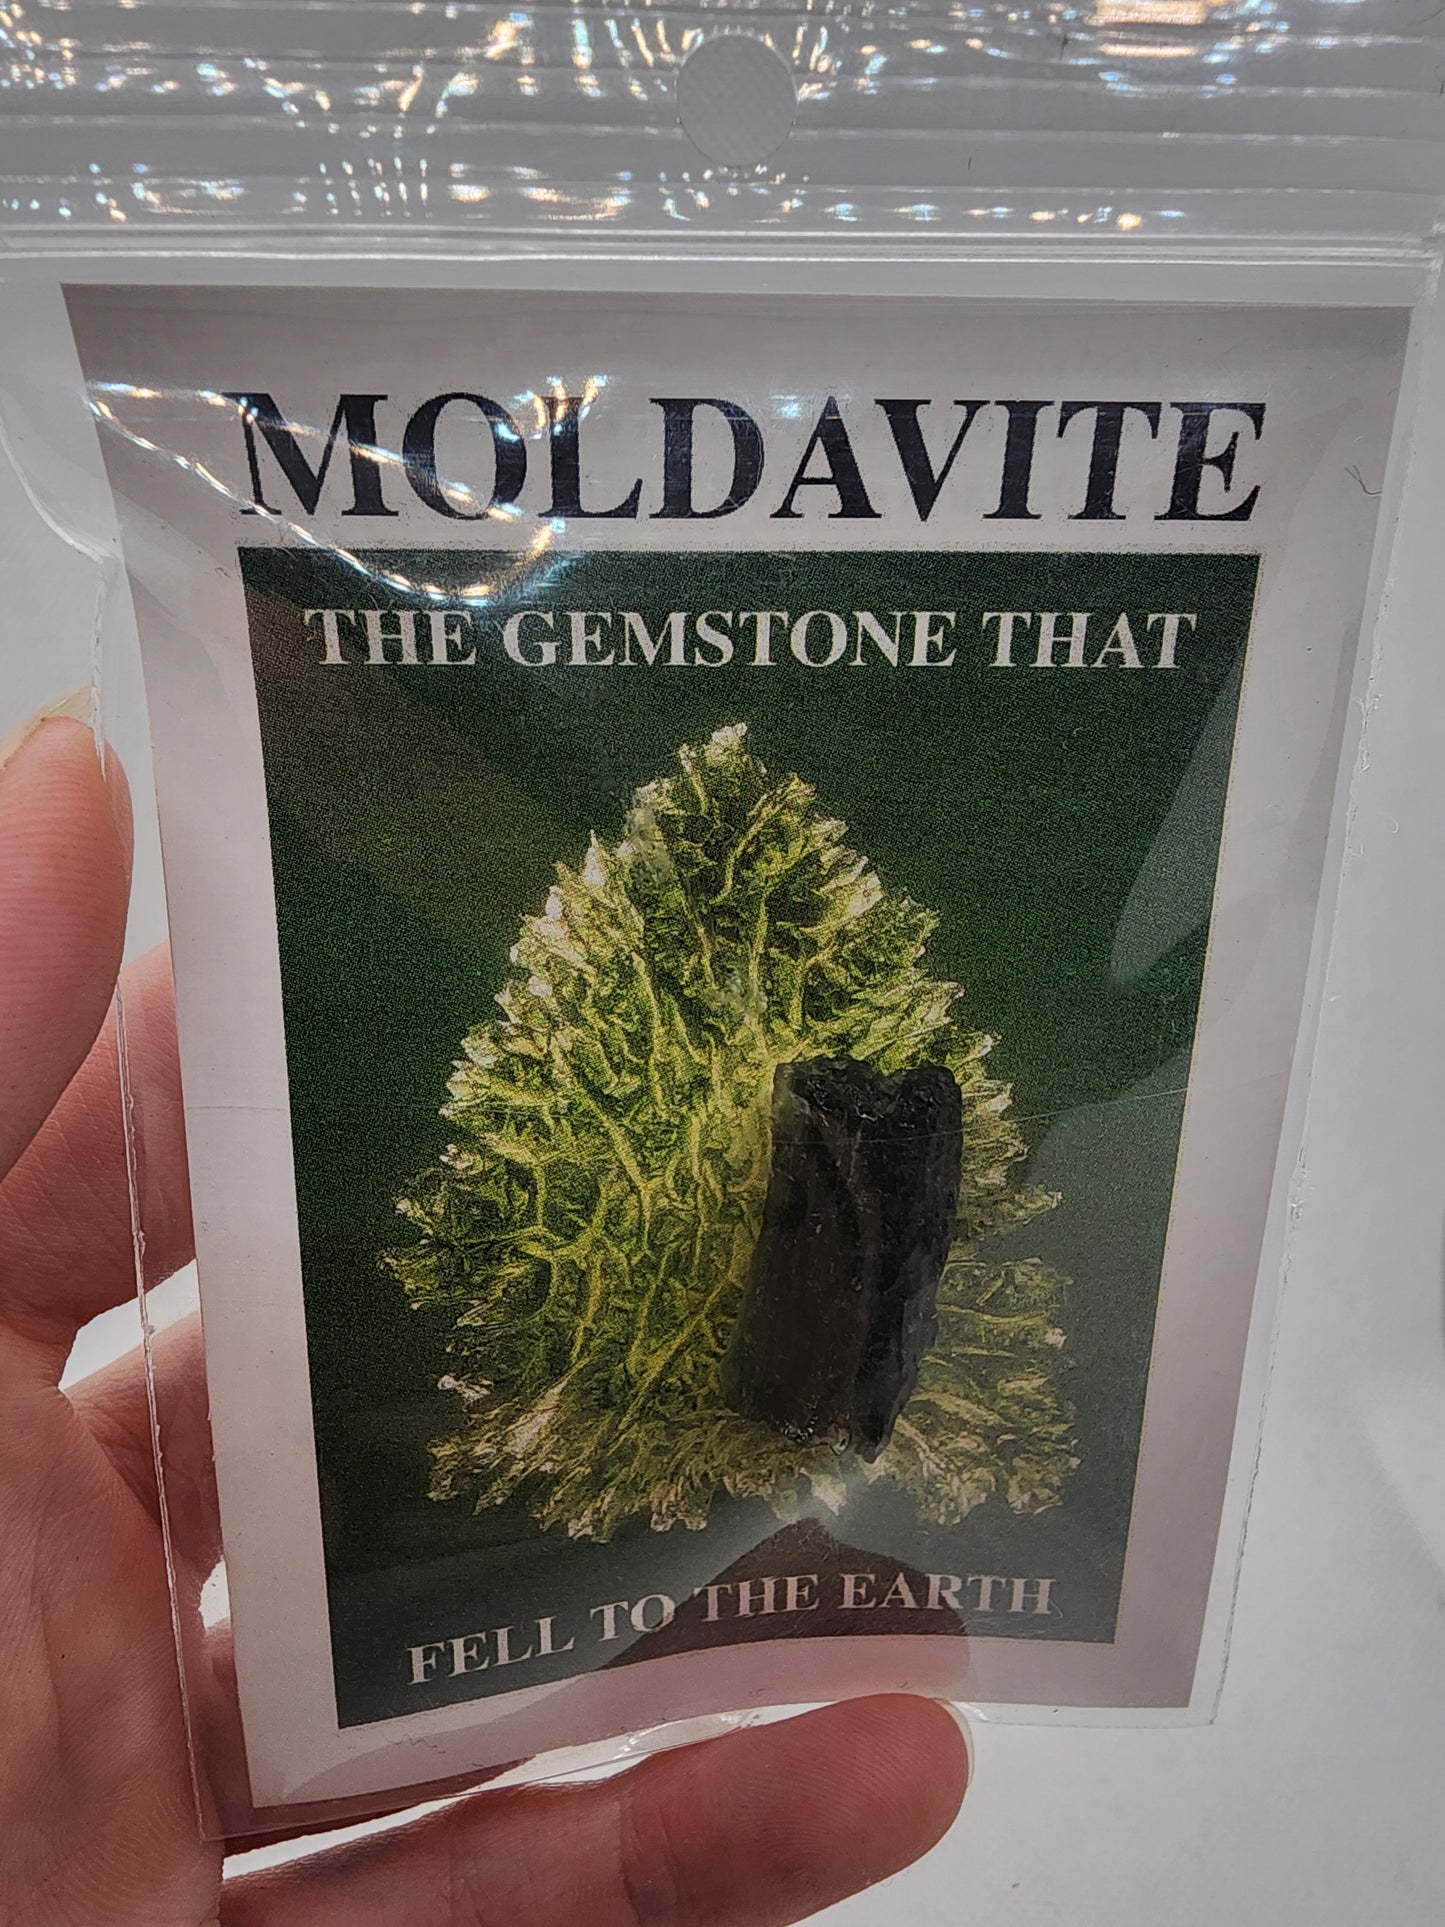 MOLDAVITE
THE GEMSTONE THAT
FELL TO THE EARTH